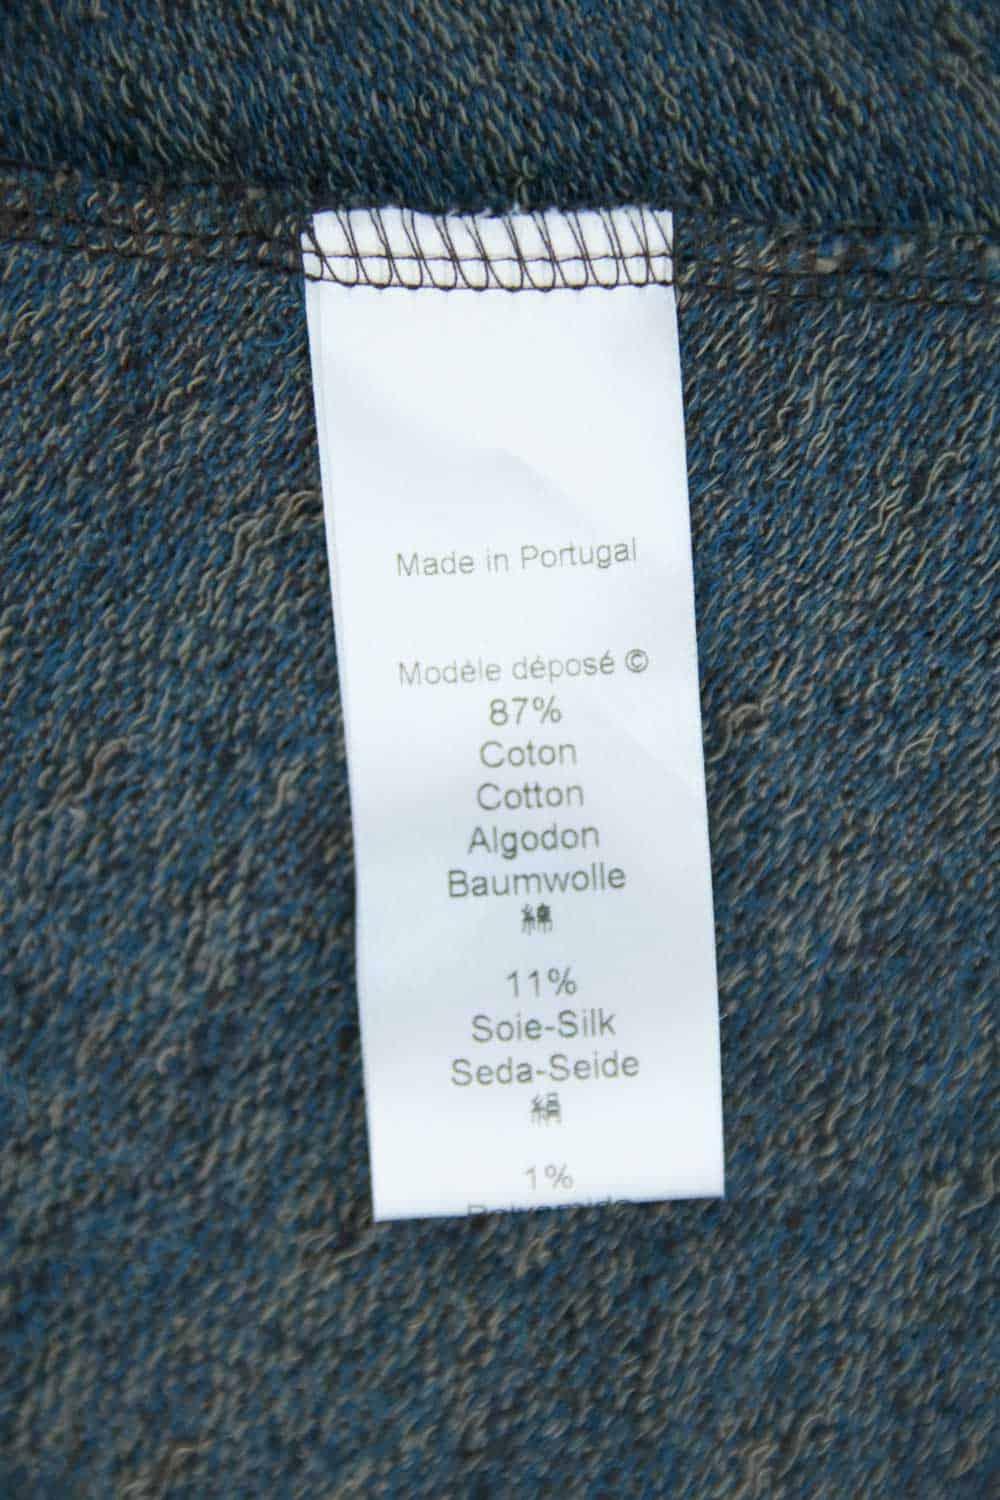 Made in Portugal
Modèle déposé ©
87%
Coton
Cotton
Algodon
Baumwolle
綿
11%
Soie-Silk
Seda-Seide
絹
1%